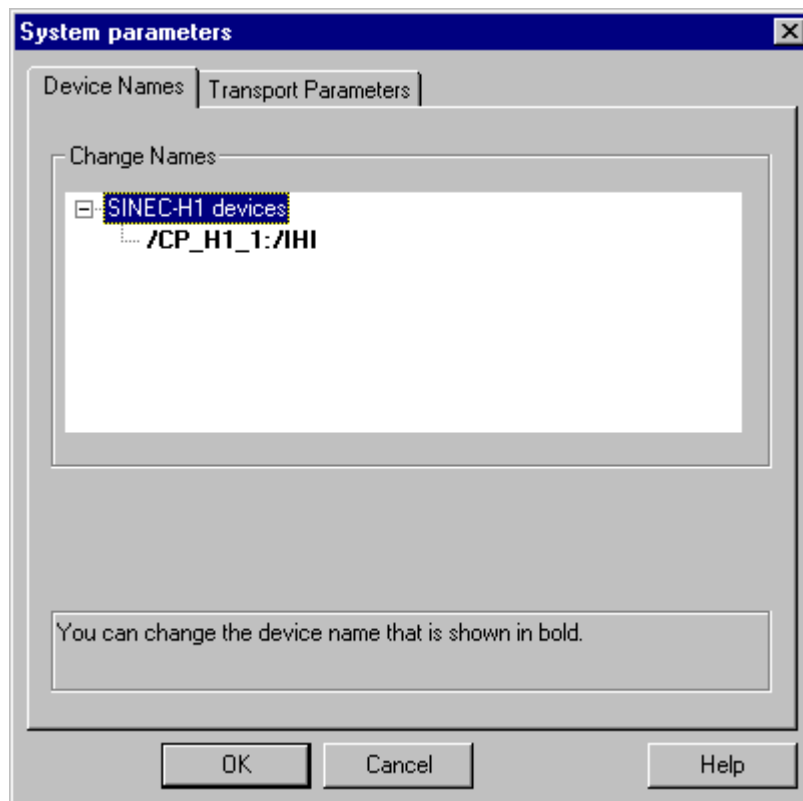 System parameters
Device Names
Transport Parameters
Change Names
SINEC-H1 devices
/CP_H1_1:/IHI
You can change the device name that is shown in bold.
OK
Cancel
Help